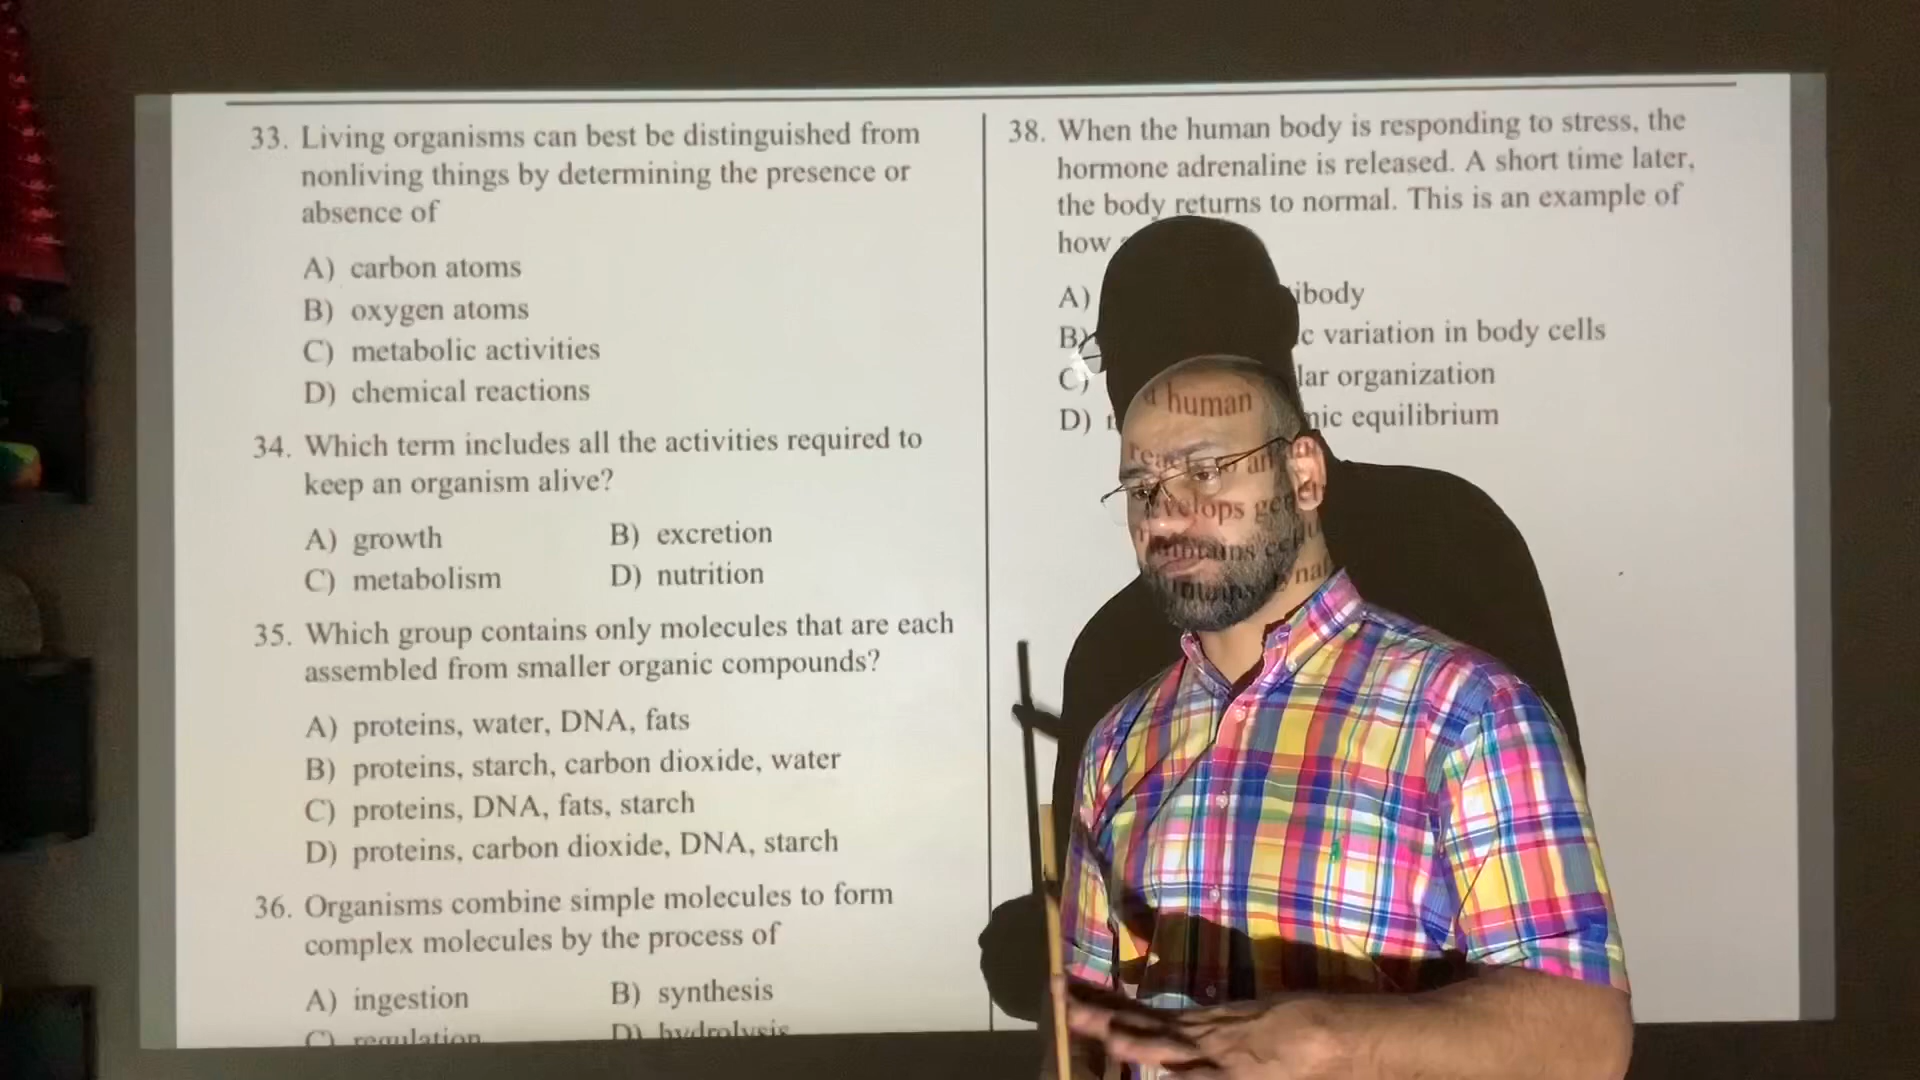 33. Living organisms can best be distinguished from
nonliving things by determining the presence or
absence of
A) carbon atoms
B) oxygen atoms
C) metabolic activities
D) chemical reactions
34. Which term includes all the activities required to
keep an organism alive?
A) growth B) excretion
C) metabolism D) nutrition
35. Which group contains only molecules that are each
assembled from smaller organic compounds?
A) proteins, water, DNA, fats
B) proteins, starch, carbon dioxide, water
C) proteins, DNA, fats, starch
D) proteins, carbon dioxide, DNA, starch
36. Organisms combine simple molecules to form
complex molecules by the process of
A) ingestion B) synthesis
C) regulation D) hydrolysis
38. When the human body is responding to stress, the
hormone adrenaline is released. A short time later,
the body returns to normal. This is an example of
how
human
A)
B) variation in body cells
C) organization
D) equilibrium